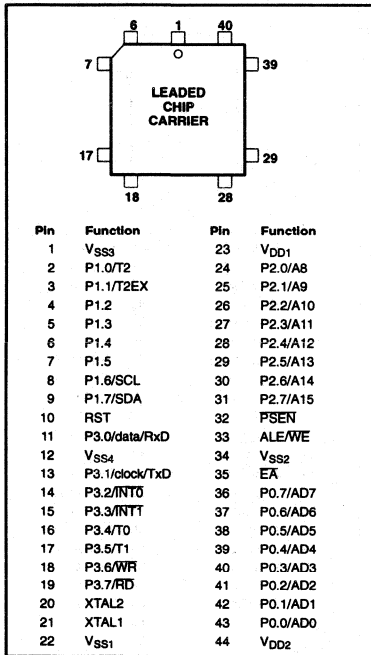 6 1 40
7 39
LEADED
CHIP
CARRIER
17 29
18 28
Pin Function Pin Function
1 VSS3 23 VDD1
2 P1.0/T2 24 P2.0/A8
3 P1.1/T2EX 25 P2.1/A9
4 P1.2 26 P2.2/A10
5 P1.3 27 P2.3/A11
6 P1.4 28 P2.4/A12
7 P1.5 29 P2.5/A13
8 P1.6/SCL 30 P2.6/A14
9 P1.7/SDA 31 P2.7/A15
10 RST 32 P̅S̅E̅N̅
11 P3.0/data/RxD 33 ALE/W̅E̅
12 VSS4 34 VSS2
13 P3.1/clock/TxD 35 E̅A̅
14 P3.2/I̅N̅T̅0̅ 36 P0.7/AD7
15 P3.3/I̅N̅T̅1̅ 37 P0.6/AD6
16 P3.4/T0 38 P0.5/AD5
17 P3.5/T1 39 P0.4/AD4
18 P3.6/W̅R̅ 40 P0.3/AD3
19 P3.7/R̅D̅ 41 P0.2/AD2
20 XTAL2 42 P0.1/AD1
21 XTAL1 43 P0.0/AD0
22 VSS1 44 VDD2